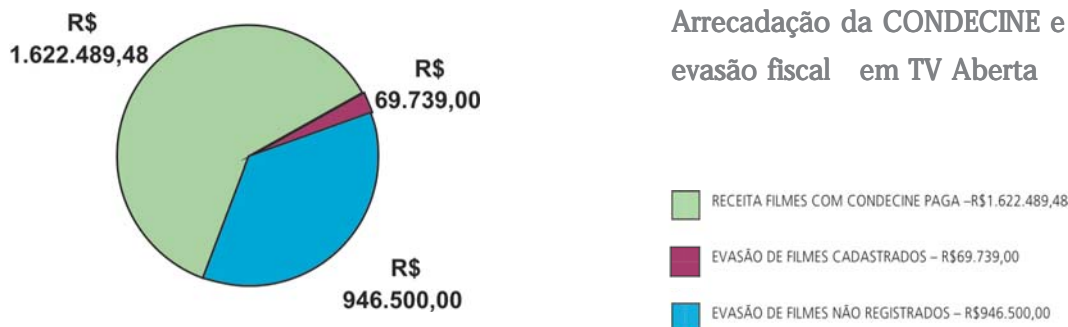 R$
1.622.489,48
R$
69.739,00
R$
946.500,00
Arrecadação da CONDECINE e
evasão fiscal em TV Aberta
RECEITA FILMES COM CONDECINE PAGA –R$1.622.489,48
EVASÃO DE FILMES CADASTRADOS – R$69.739,00
EVASÃO DE FILMES NÃO REGISTRADOS – R$946.500,00